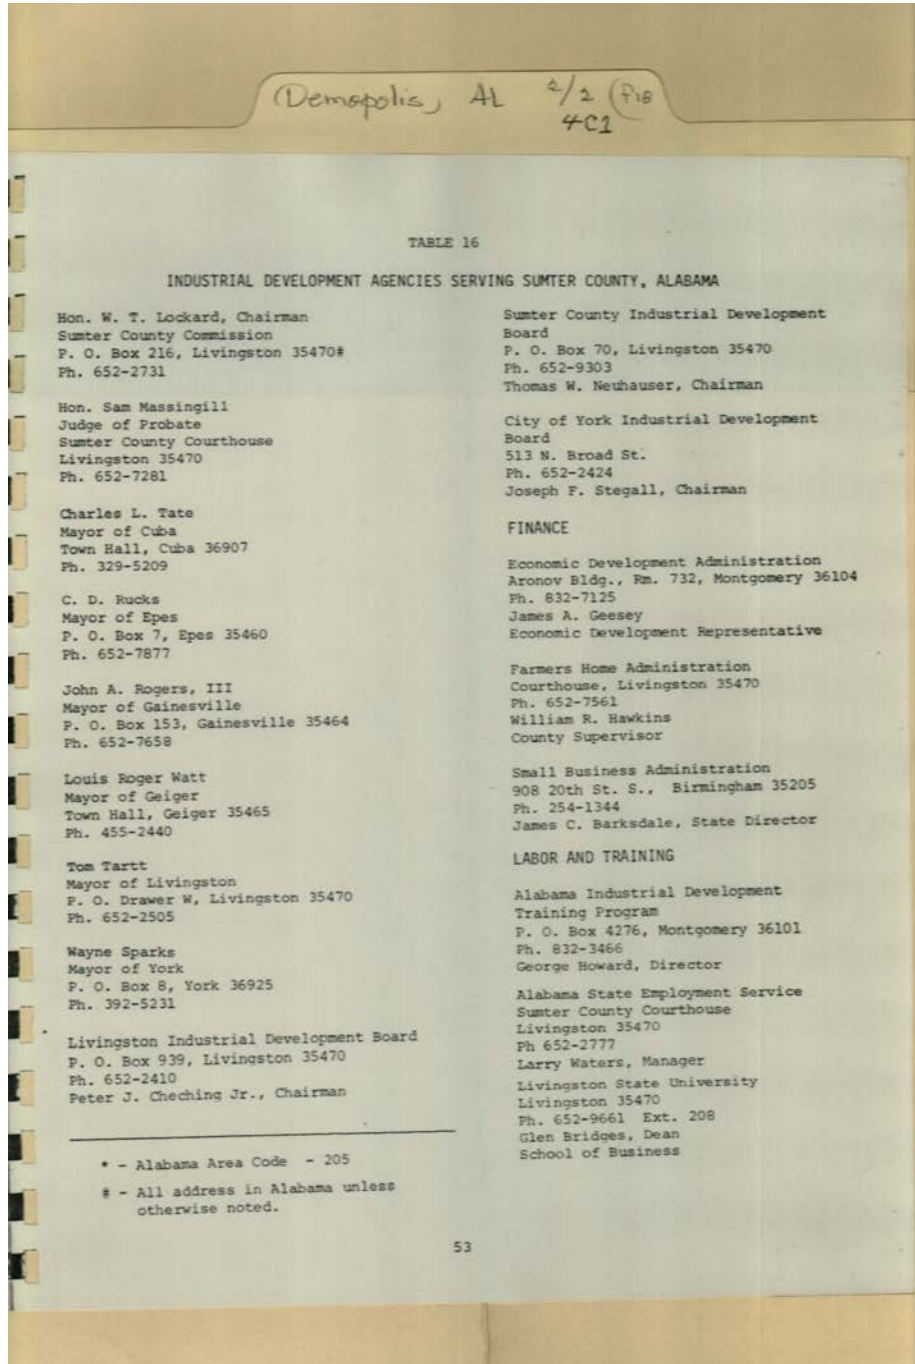 (Demopolis, AL 2/2 (F18
4C1
TABLE 16
INDUSTRIAL DEVELOPMENT AGENCIES SERVING SUMTER COUNTY, ALABAMA
Hon. W. T. Lockard, Chairman
Sumter County Commission
P. O. Box 216, Livingston 35470#
Ph. 652-2731
Hon. Sam Massingill
Judge of Probate
Sumter County Courthouse
Livingston 35470
Ph. 652-7281
Charles L. Tate
Mayor of Cuba
Town Hall, Cuba 36907
Ph. 329-5209
C. D. Rucks
Mayor of Epes
P. O. Box 7, Epes 35460
Ph. 652-7877
John A. Rogers, III
Mayor of Gainesville
P. O. Box 153, Gainesville 35464
Ph. 652-7658
Louis Roger Watt
Mayor of Geiger
Town Hall, Geiger 35465
Ph. 455-2440
Tom Tartt
Mayor of Livingston
P. O. Drawer W, Livingston 35470
Ph. 652-2505
Wayne Sparks
Mayor of York
P. O. Box 8, York 36925
Ph. 392-5231
Livingston Industrial Development Board
P. O. Box 939, Livingston 35470
Ph. 652-2410
Peter J. Cheching Jr., Chairman
* - Alabama Area Code - 205
# - All address in Alabama unless
otherwise noted.
Sumter County Industrial Development
Board
P. O. Box 70, Livingston 35470
Ph. 652-9303
Thomas W. Neuhauser, Chairman
City of York Industrial Development
Board
513 N. Broad St.
Ph. 652-2424
Joseph F. Stegall, Chairman
FINANCE
Economic Development Administration
Aronov Bldg., Rm. 732, Montgomery 36104
Ph. 832-7125
James A. Geesey
Economic Development Representative
Farmers Home Administration
Courthouse, Livingston 35470
Ph. 652-7561
William R. Hawkins
County Supervisor
Small Business Administration
908 20th St. S., Birmingham 35205
Ph. 254-1344
James C. Barksdale, State Director
LABOR AND TRAINING
Alabama Industrial Development
Training Program
P. O. Box 4276, Montgomery 36101
Ph. 832-3466
George Howard, Director
Alabama State Employment Service
Sumter County Courthouse
Livingston 35470
Ph 652-2777
Larry Waters, Manager
Livingston State University
Livingston 35470
Ph. 652-9661 Ext. 208
Glen Bridges, Dean
School of Business
53